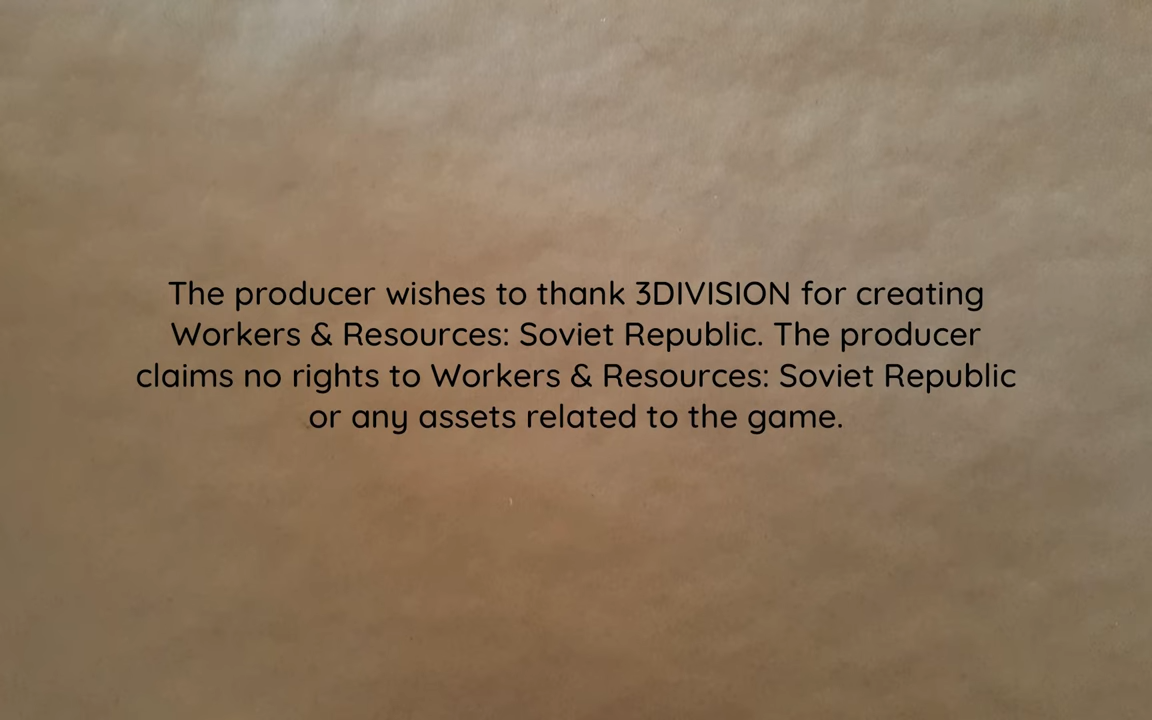 The producer wishes to thank 3DIVISION for creating
Workers & Resources: Soviet Republic. The producer
claims no rights to Workers & Resources: Soviet Republic
or any assets related to the game.